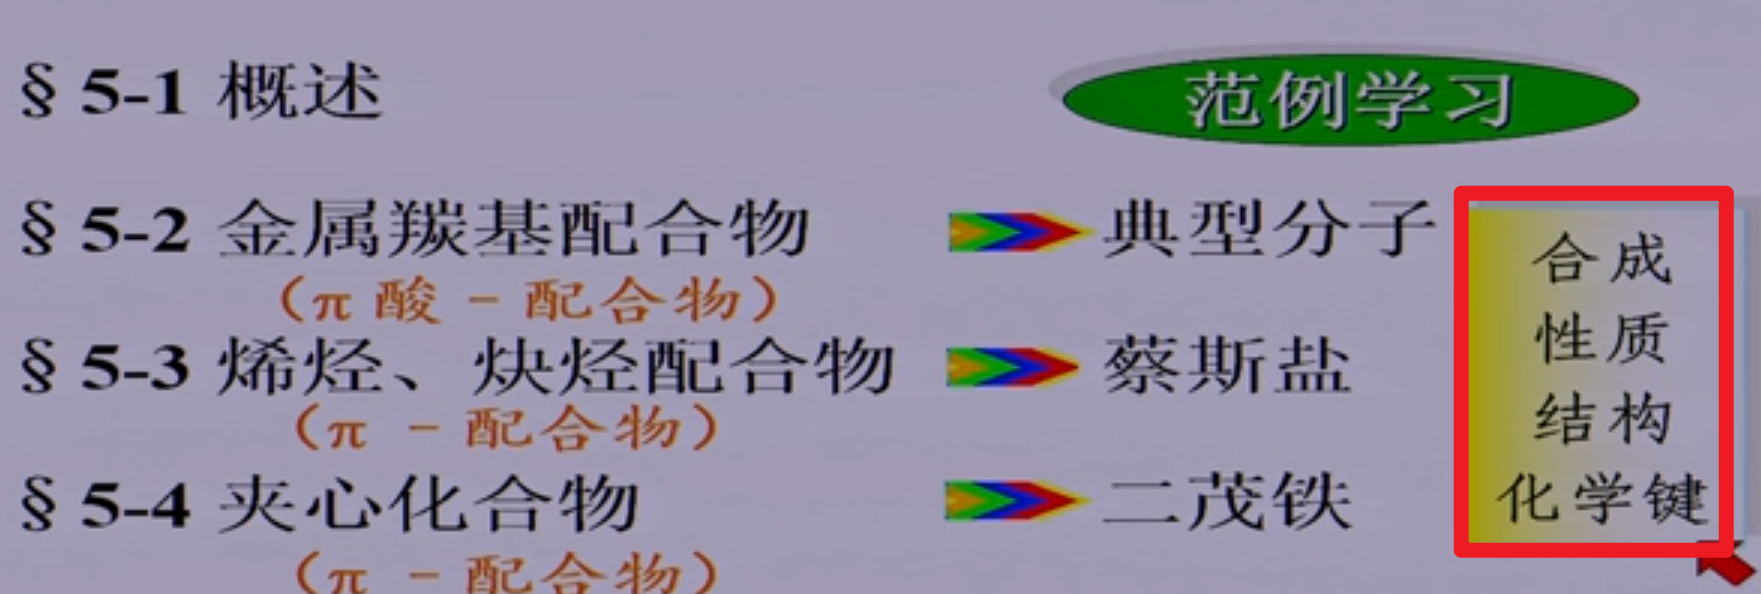 § 5-1 概述
范例学习
§ 5-2 金属羰基配合物
典型分子
(π 酸 - 配合物)
§ 5-3 烯烃、炔烃配合物
蔡斯盐
(π - 配合物)
§ 5-4 夹心化合物
二茂铁
(π - 配合物)
合成
性质
结构
化学键